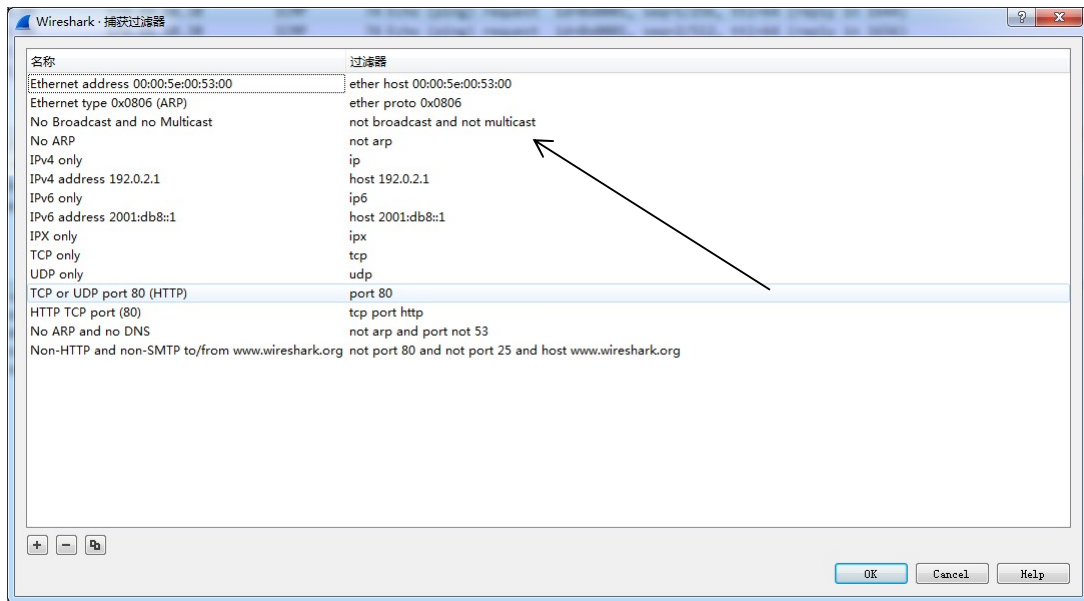 Wireshark · 捕获过滤器
名称 过滤器
Ethernet address 00:00:5e:00:53:00 ether host 00:00:5e:00:53:00
Ethernet type 0x0806 (ARP) ether proto 0x0806
No Broadcast and no Multicast not broadcast and not multicast
No ARP not arp
IPv4 only ip
IPv4 address 192.0.2.1 host 192.0.2.1
IPv6 only ip6
IPv6 address 2001:db8::1 host 2001:db8::1
IPX only ipx
TCP only tcp
UDP only udp
TCP or UDP port 80 (HTTP) port 80
HTTP TCP port (80) tcp port http
No ARP and no DNS not arp and port not 53
Non-HTTP and non-SMTP to/from www.wireshark.org not port 80 and not port 25 and host www.wireshark.org
OK Cancel Help